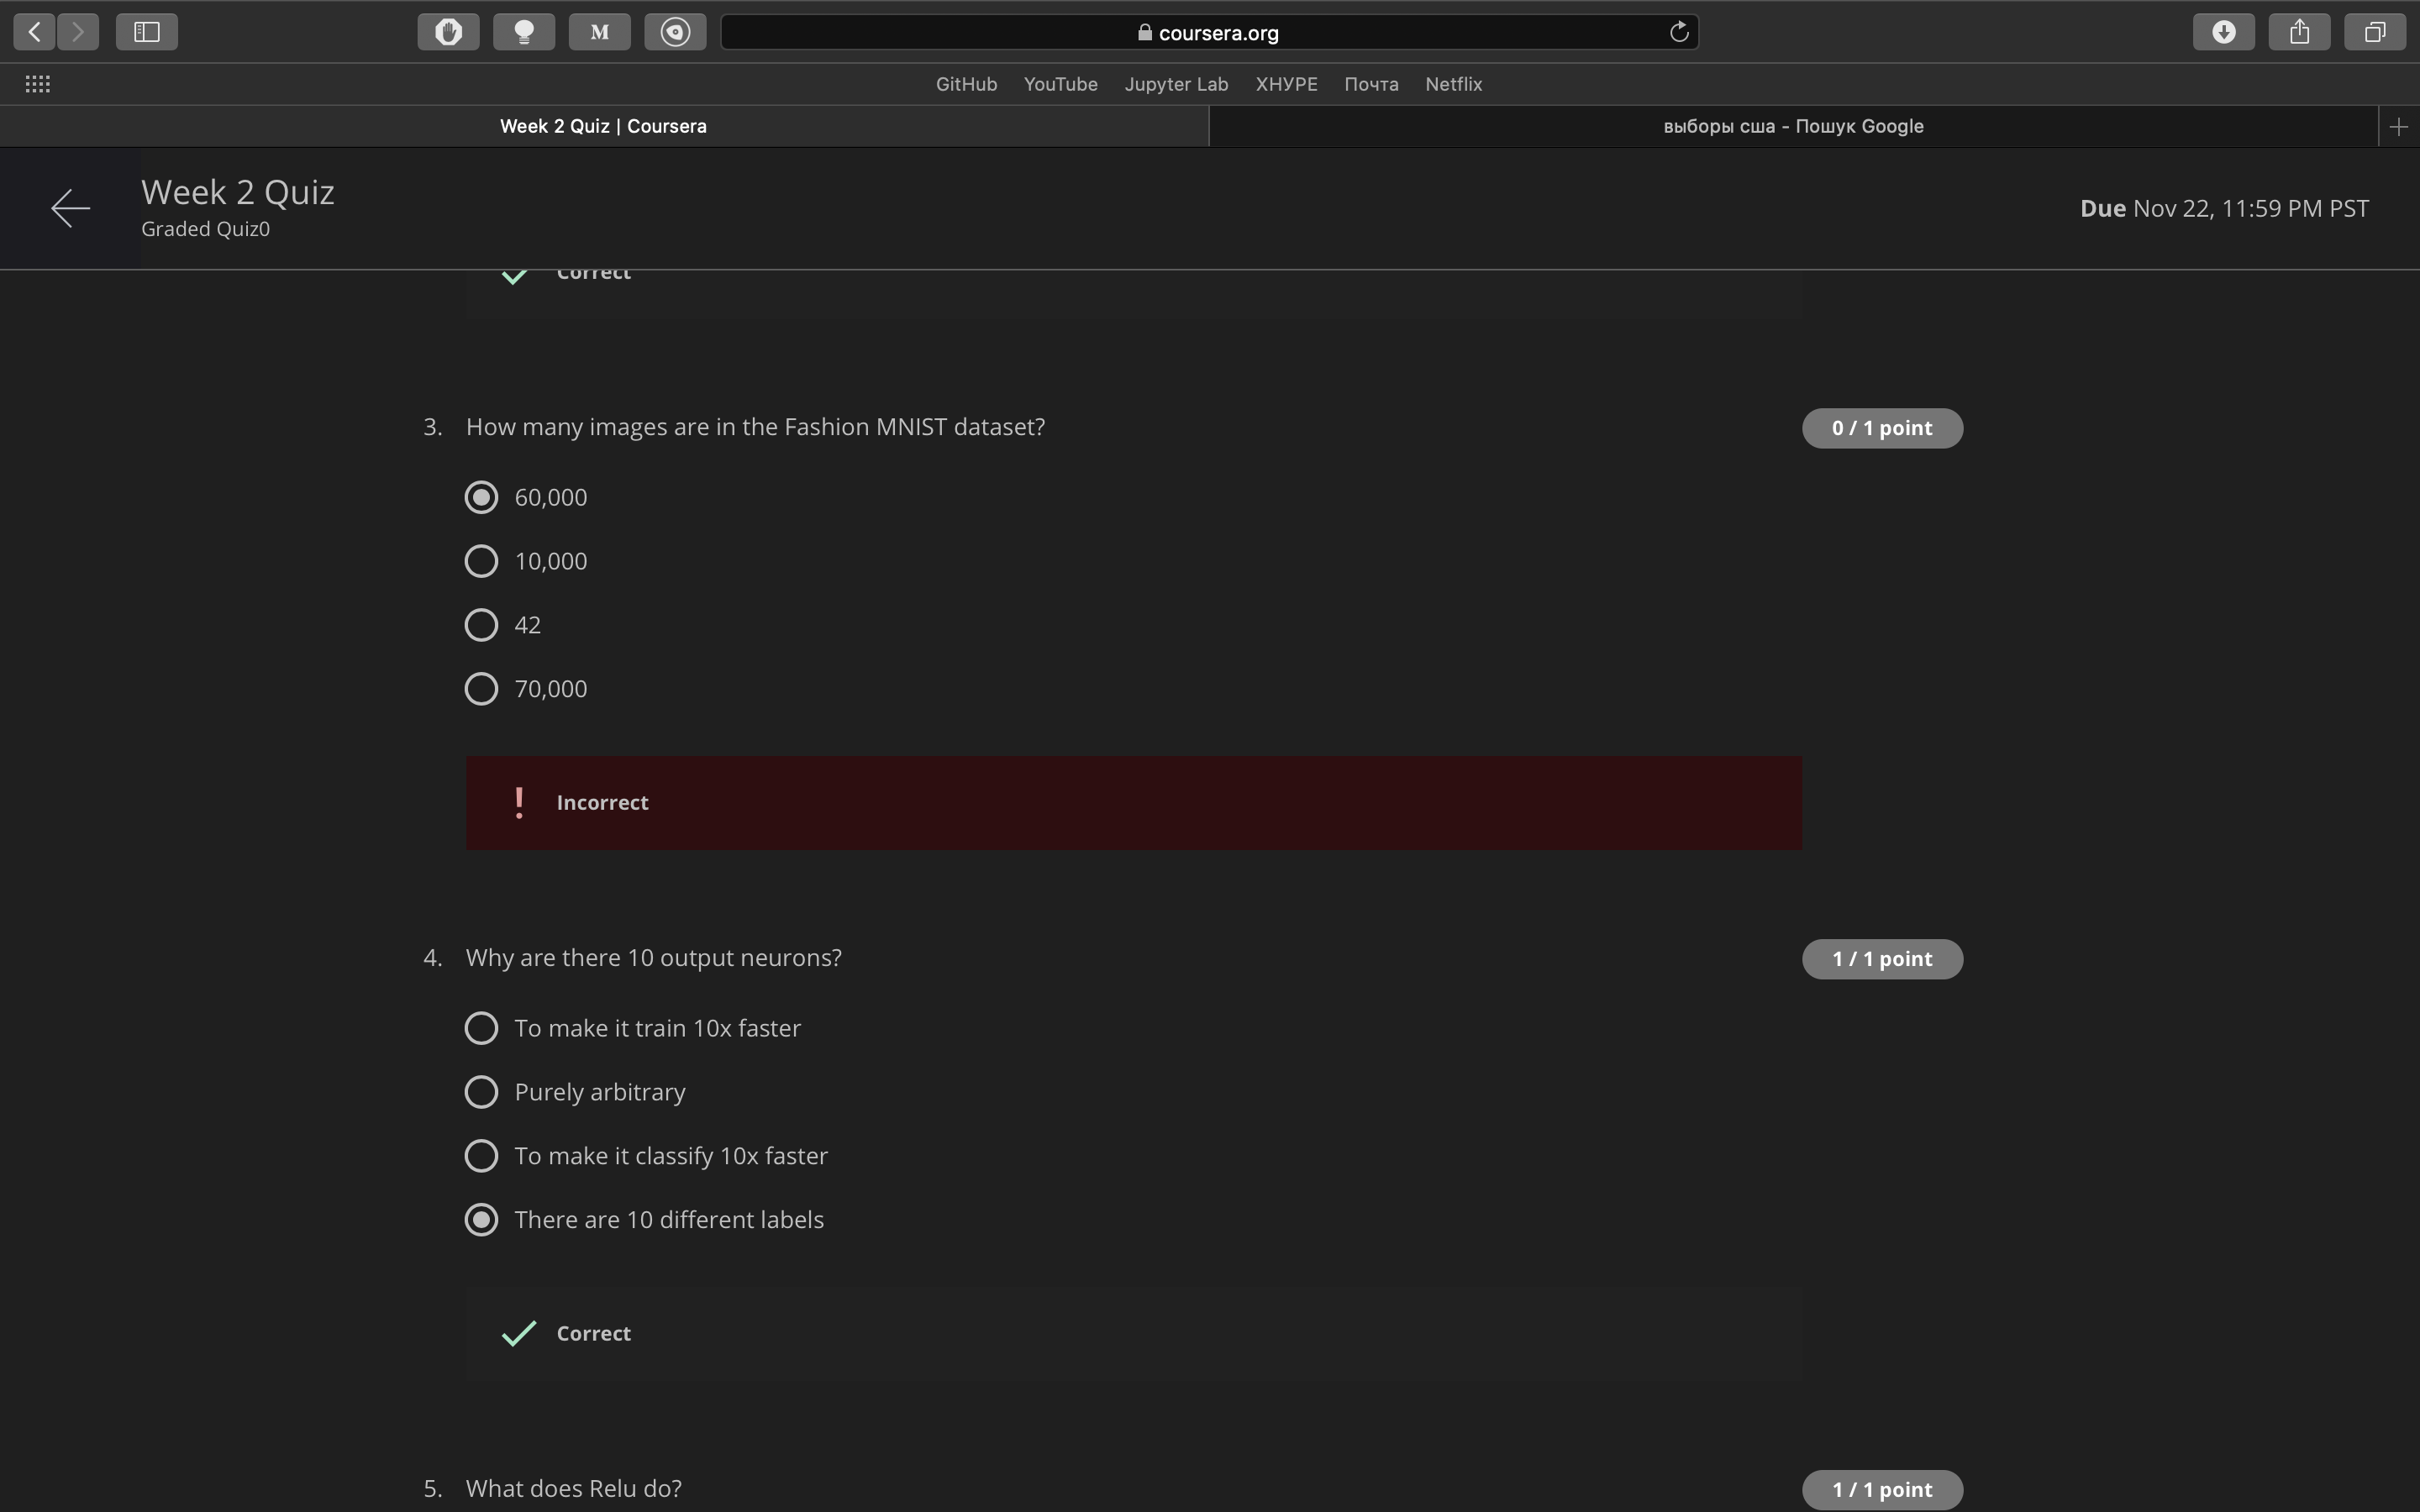 M
coursera.org
GitHub YouTube Jupyter Lab ХНУРЕ Почта Netflix
Week 2 Quiz | Coursera
выборы сша - Пошук Google
Week 2 Quiz
Graded Quiz0
Due Nov 22, 11:59 PM PST
Correct
3. How many images are in the Fashion MNIST dataset?
0 / 1 point
60,000
10,000
42
70,000
! Incorrect
4. Why are there 10 output neurons?
1 / 1 point
To make it train 10x faster
Purely arbitrary
To make it classify 10x faster
There are 10 different labels
Correct
5. What does Relu do?
1 / 1 point